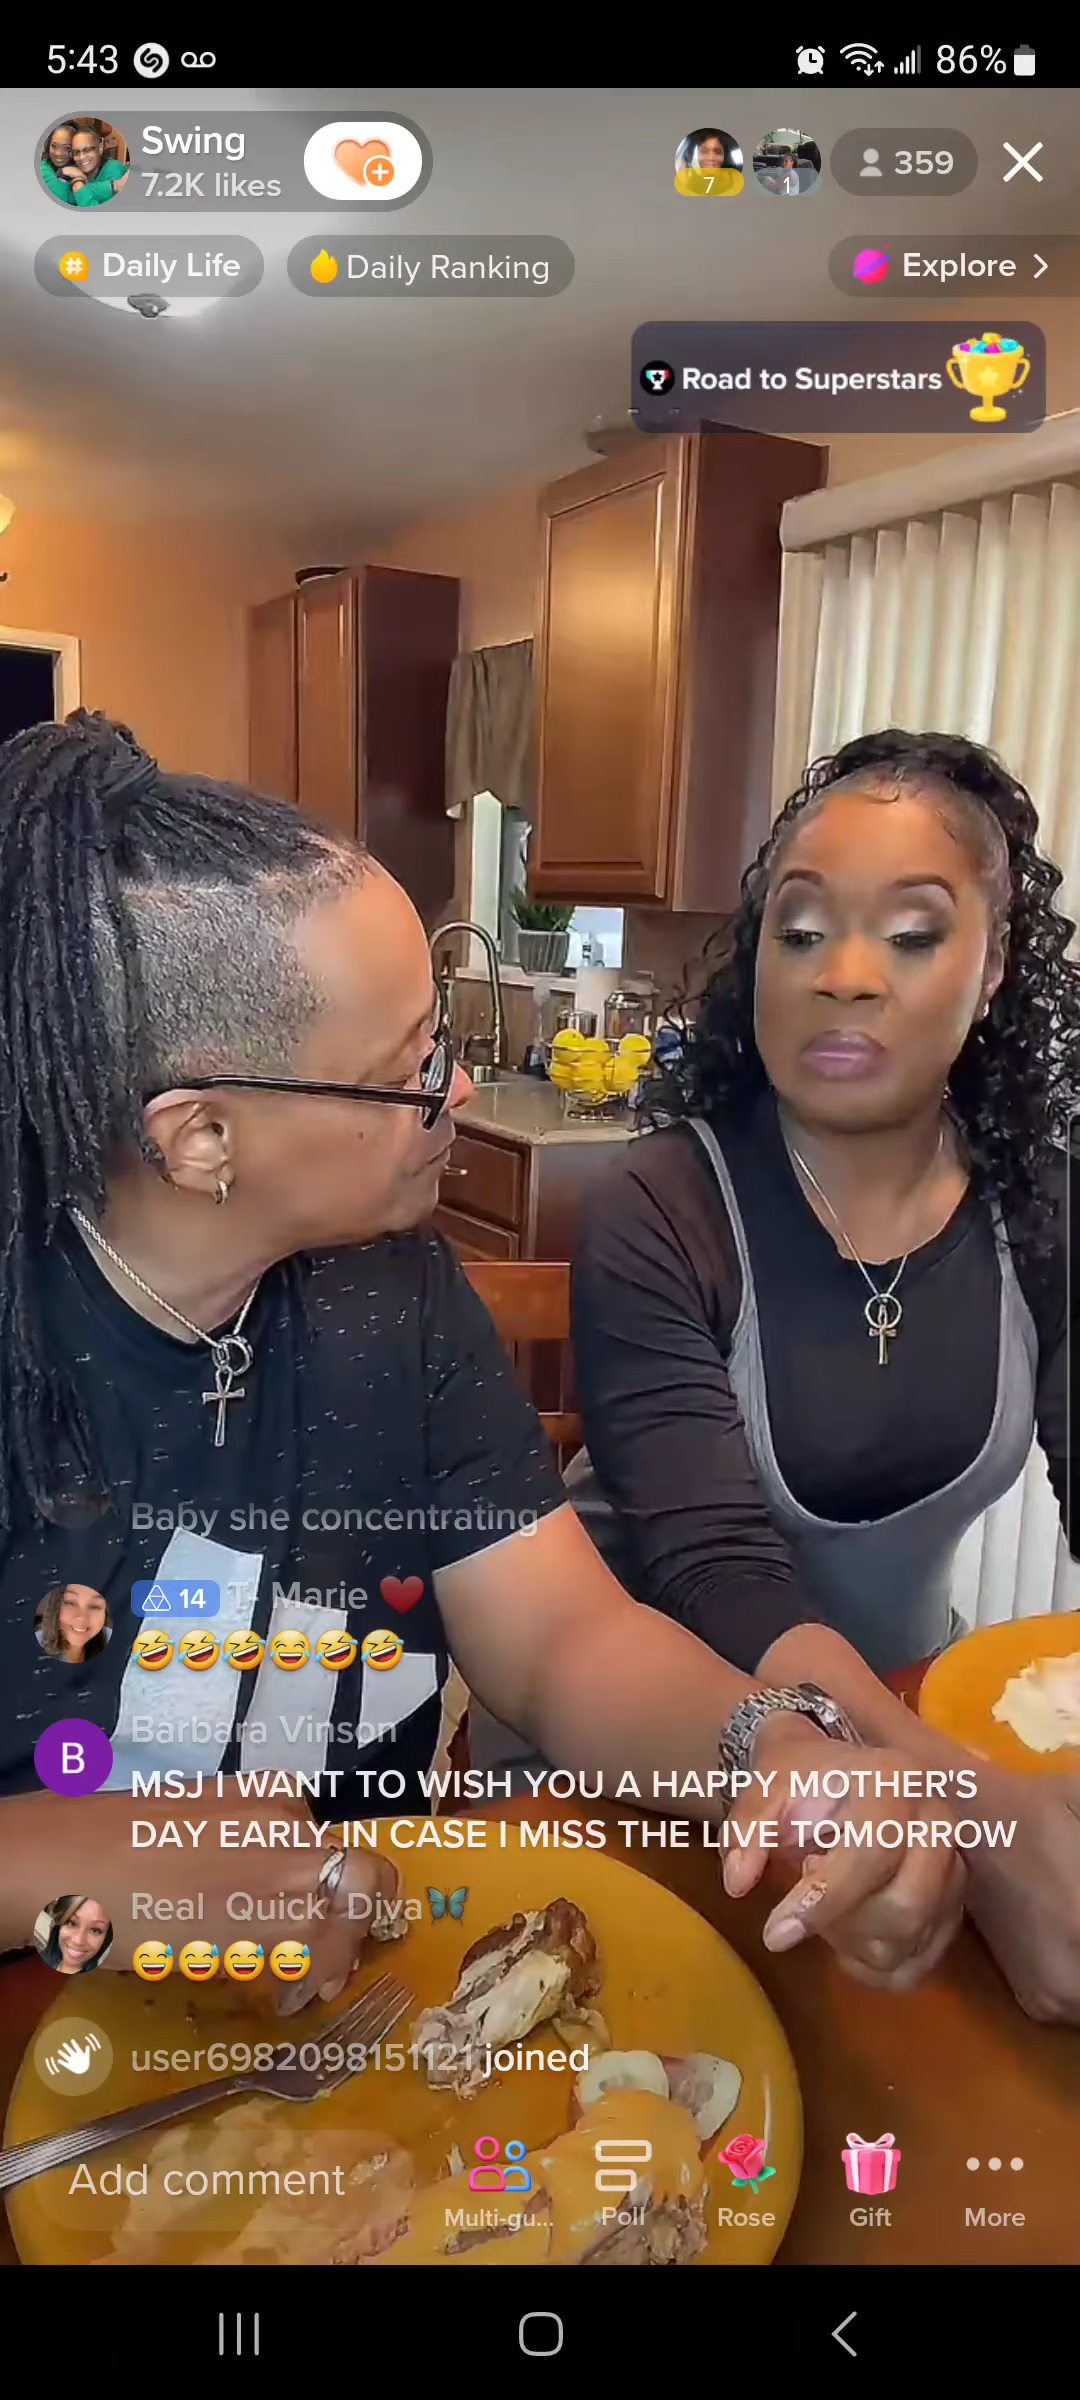 5:43 86%
Swing
7.2K likes
7 1 359
Daily Life Daily Ranking Explore
Road to Superstars
Baby she concentrating
14 T- Marie ❤️
🤣🤣🤣😂🤣🤣
Barbara Vinson
B
MSJ I WANT TO WISH YOU A HAPPY MOTHER'S
DAY EARLY IN CASE I MISS THE LIVE TOMORROW
Real Quick Diva🦋
😅😅😅😅
user6982098151121 joined
Add comment
Multi-gu... Poll Rose Gift More